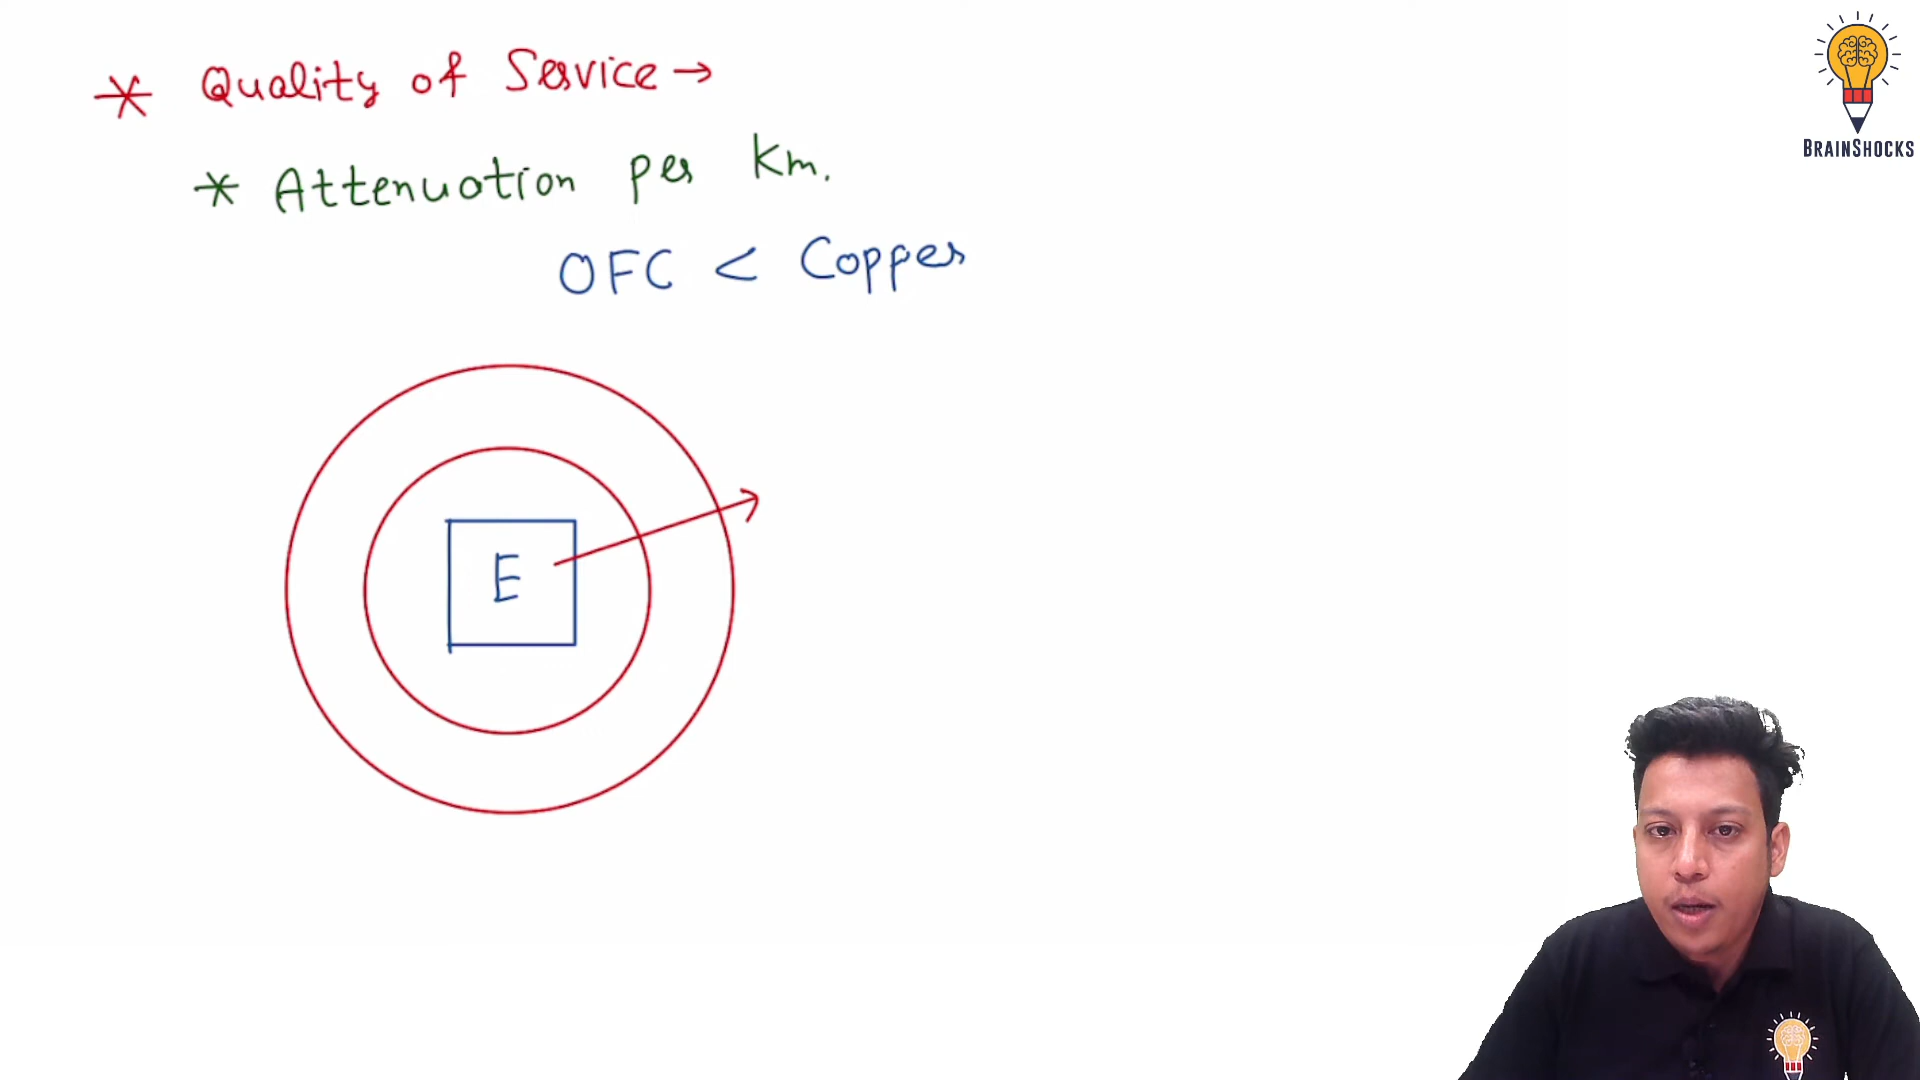 * Quality of Service →
* Attenuation per Km.
OFC < Copper
E
BRAINSHOCKS